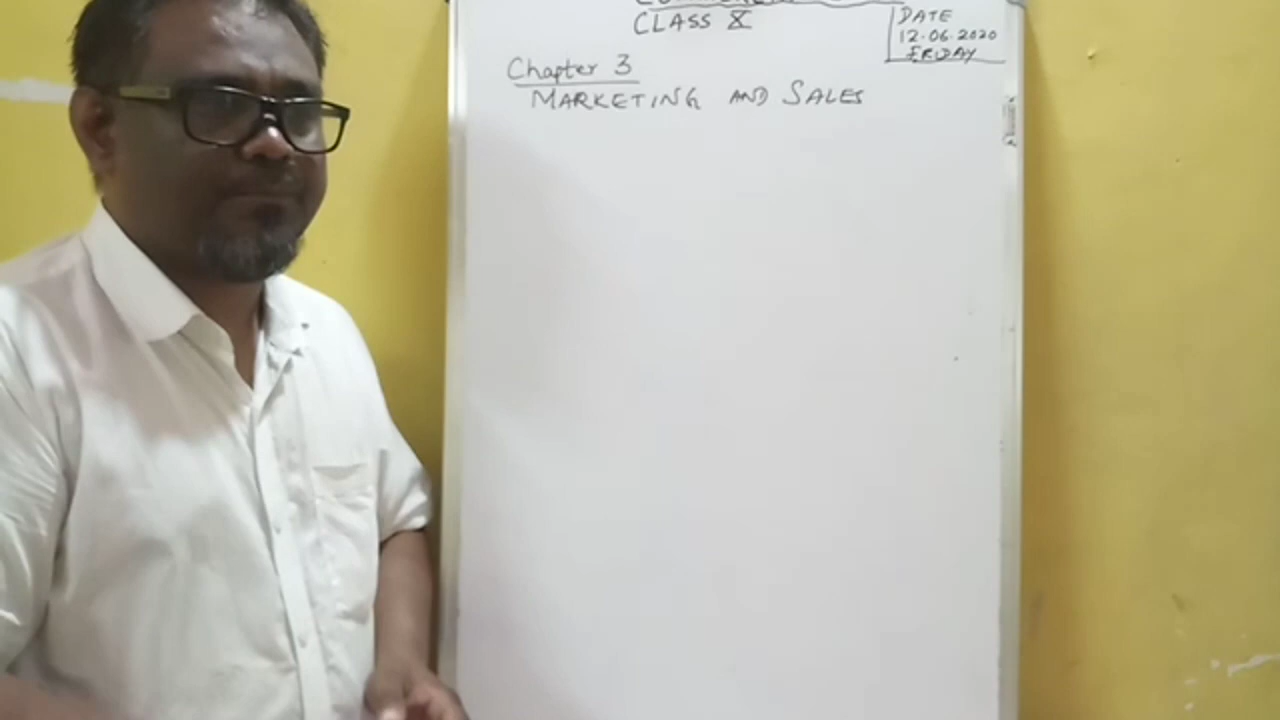 CLASS X
DATE
12.06.2020
FRIDAY
Chapter 3
MARKETING AND SALES